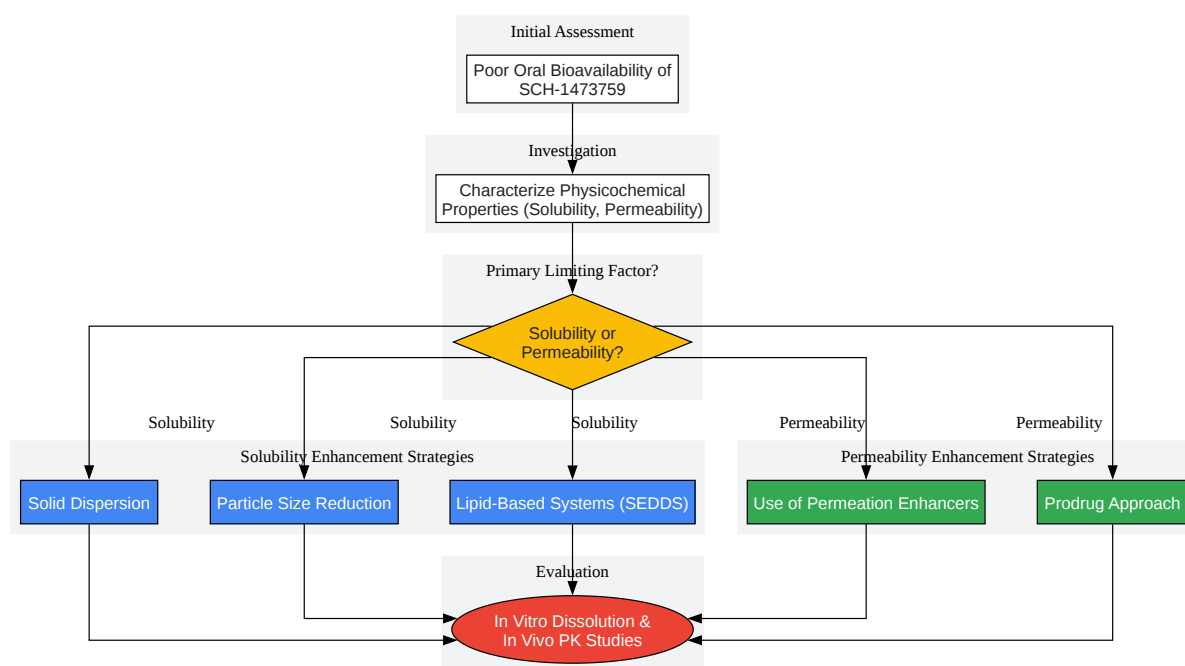 Initial Assessment
Poor Oral Bioavailability of
SCH-1473759
Investigation
Characterize Physicochemical
Properties (Solubility, Permeability)
Primary Limiting Factor?
Solubility or
Permeability?
Solubility
Solubility
Solubility
Permeability
Permeability
Solubility Enhancement Strategies
Permeability Enhancement Strategies
Solid Dispersion
Particle Size Reduction
Lipid-Based Systems (SEDDS)
Use of Permeation Enhancers
Prodrug Approach
Evaluation
In Vitro Dissolution &
In Vivo PK Studies